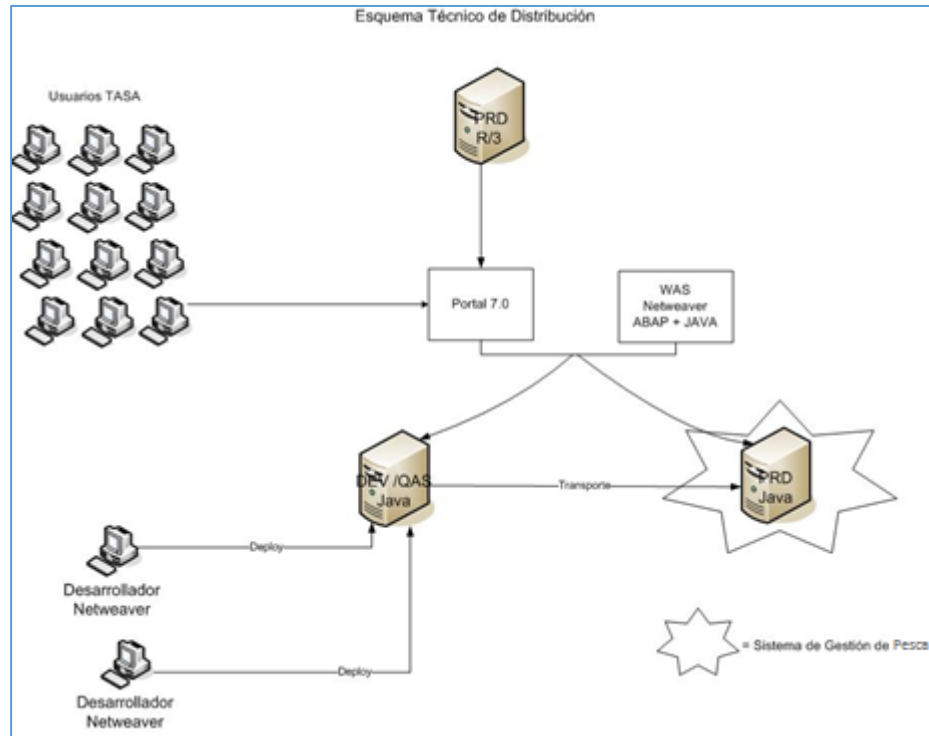 Esquema Técnico de Distribución
Usuarios TASA
PRD
R/3
Portal 7.0
WAS
Netweaver
ABAP + JAVA
DEV /QAS
Java
Transporte
PRD
Java
Deploy
Desarrollador
Netweaver
Deploy
Desarrollador
Netweaver
= Sistema de Gestión de Pesca